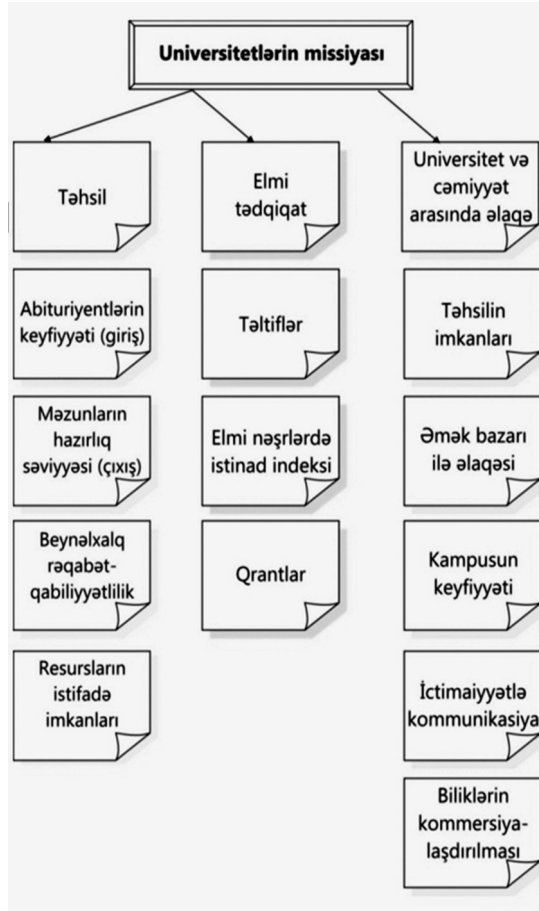 Universitetlərin missiyası
Təhsil
Abituriyentlərin
keyfiyyəti (giriş)
Məzunların
hazırlıq
səviyyəsi (çıxış)
Beynəlxalq
rəqabət-
qabiliyyətlilik
Resursların
istifadə
imkanları
Elmi
tədqiqat
Təltiflər
Elmi nəşrlərdə
istinad indeksi
Qrantlar
Universitet və
cəmiyyət
arasında əlaqə
Təhsilin
imkanları
Əmək bazarı
ilə əlaqəsi
Kampusun
keyfiyyəti
İctimaiyyətlə
kommunikasiya
Biliklərin
kommersiya-
laşdırılması